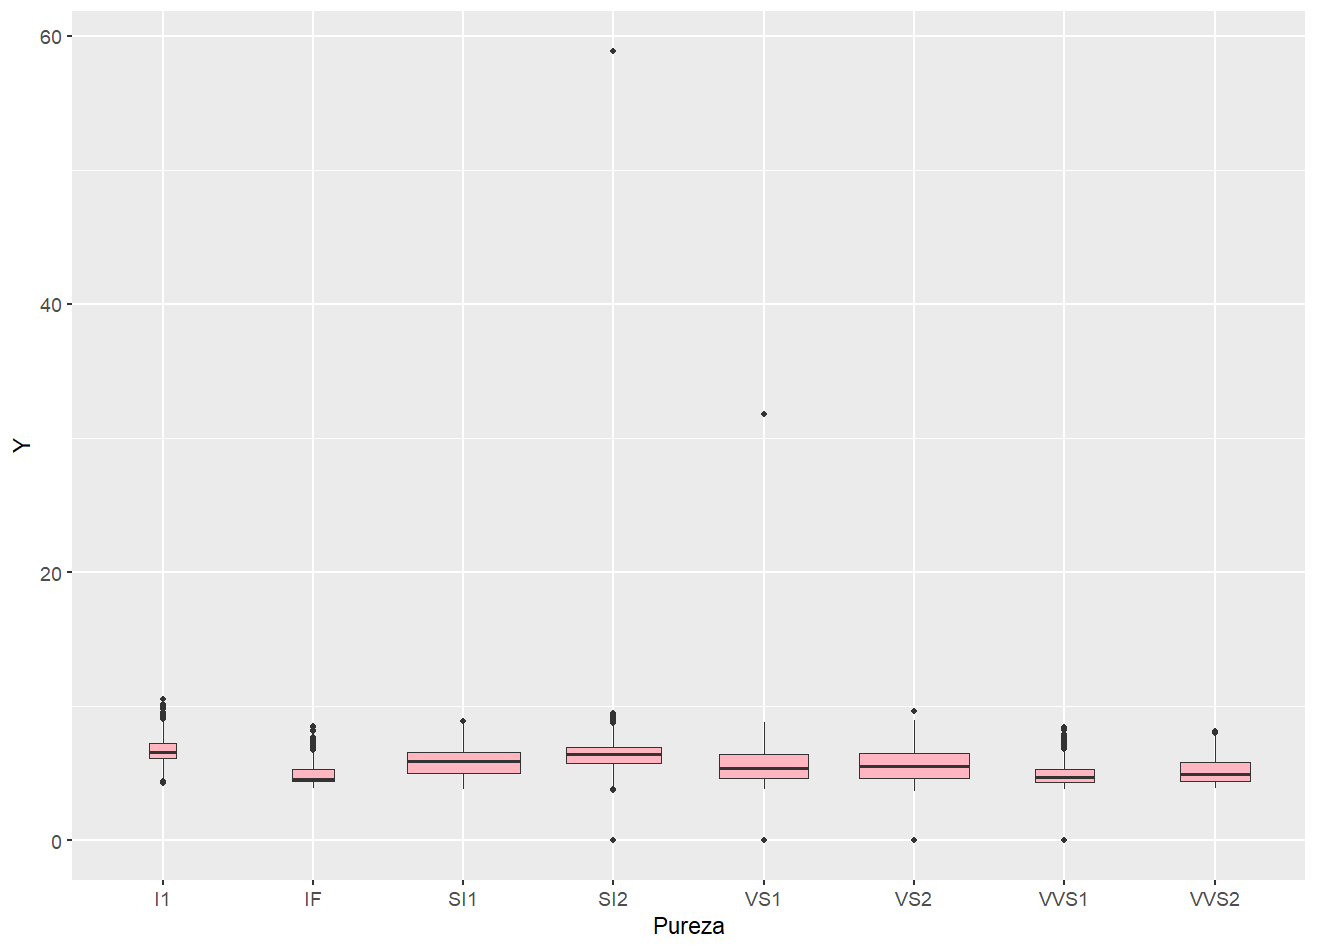 60
40
20
0
Y
I1 IF SI1 SI2 VS1 VS2 VVS1 VVS2
Pureza